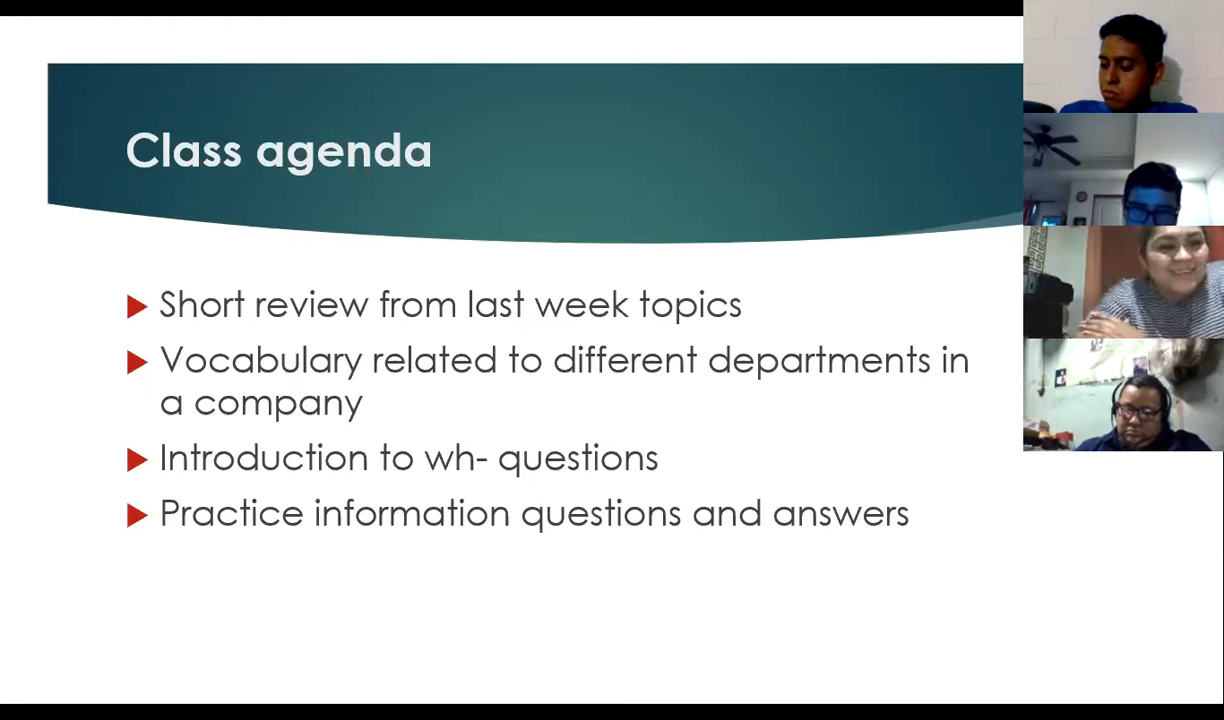 Class agenda
Short review from last week topics
Vocabulary related to different departments in
a company
Introduction to wh- questions
Practice information questions and answers